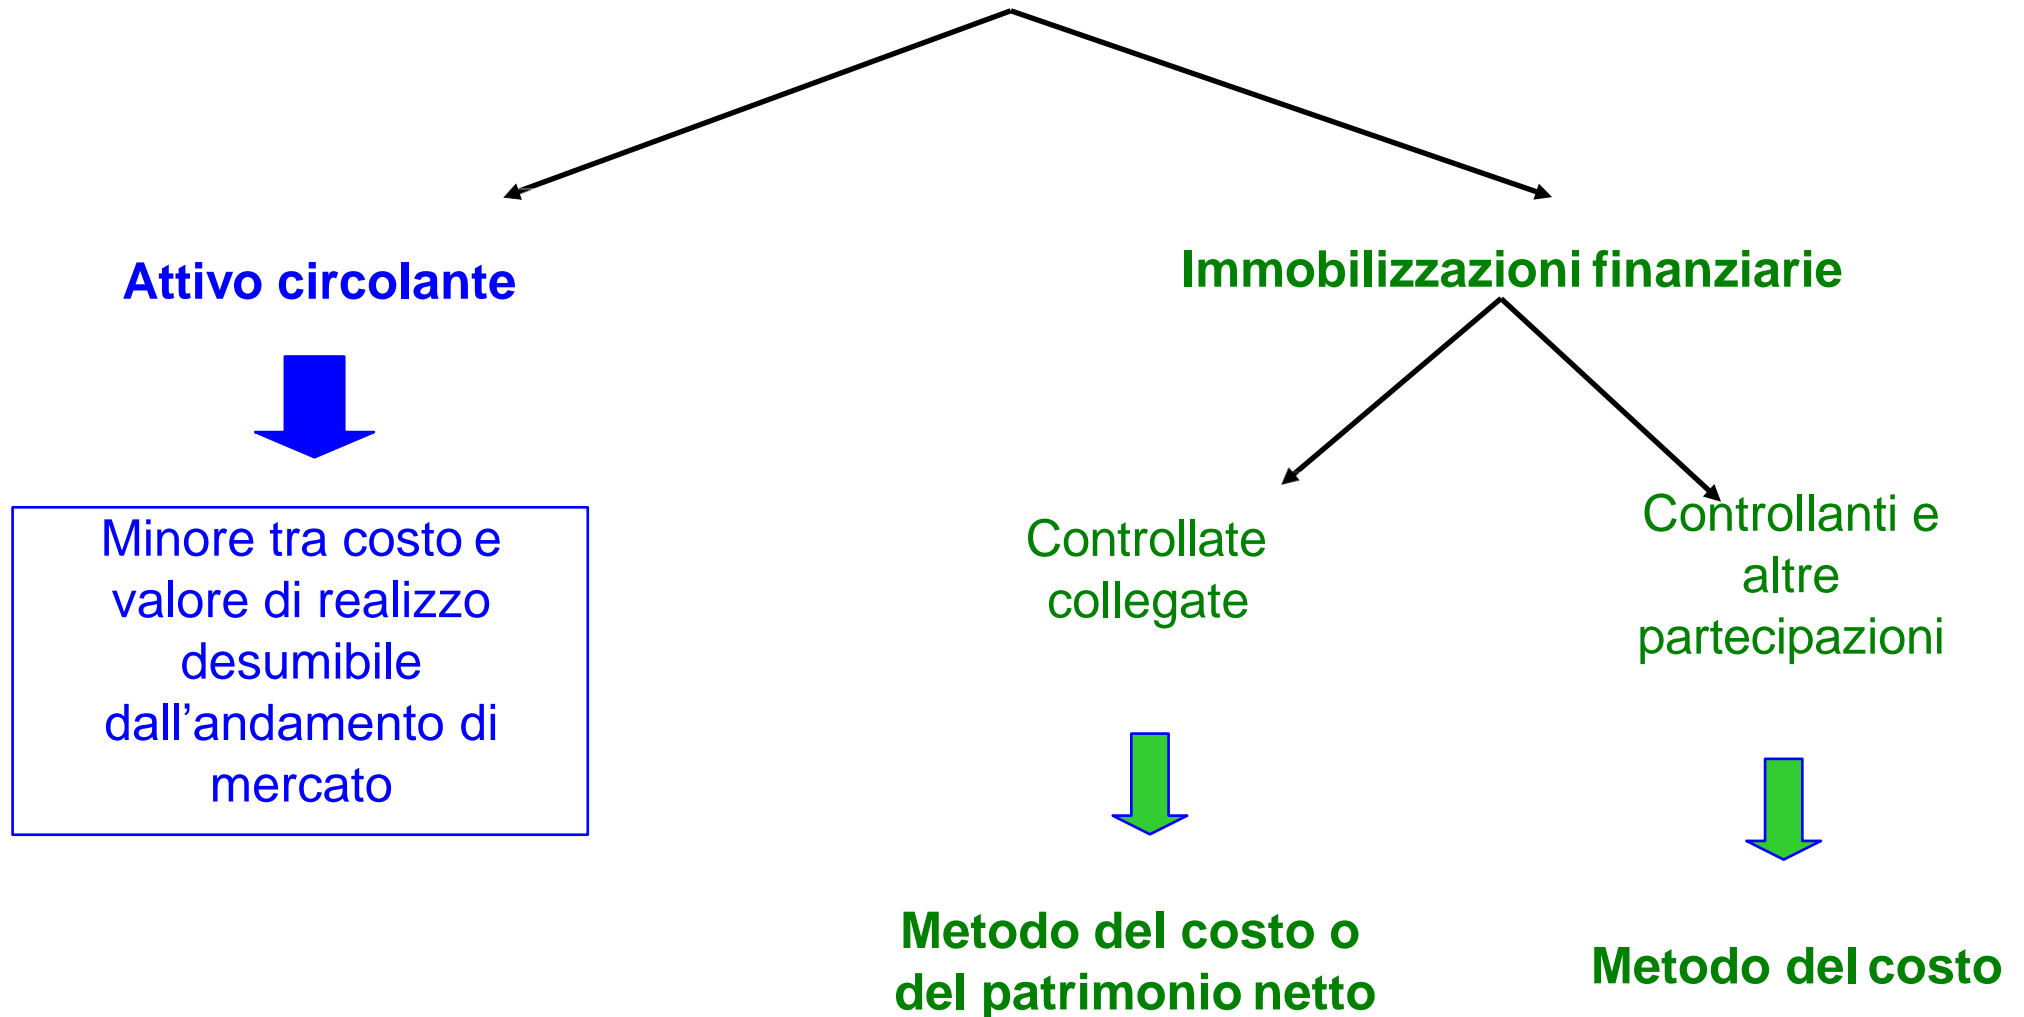 Attivo circolante
Immobilizzazioni finanziarie
Minore tra costo e
valore di realizzo
desumibile
dall’andamento di
mercato
Controllate
collegate
Controllanti e
altre
partecipazioni
Metodo del costo o
del patrimonio netto
Metodo del costo